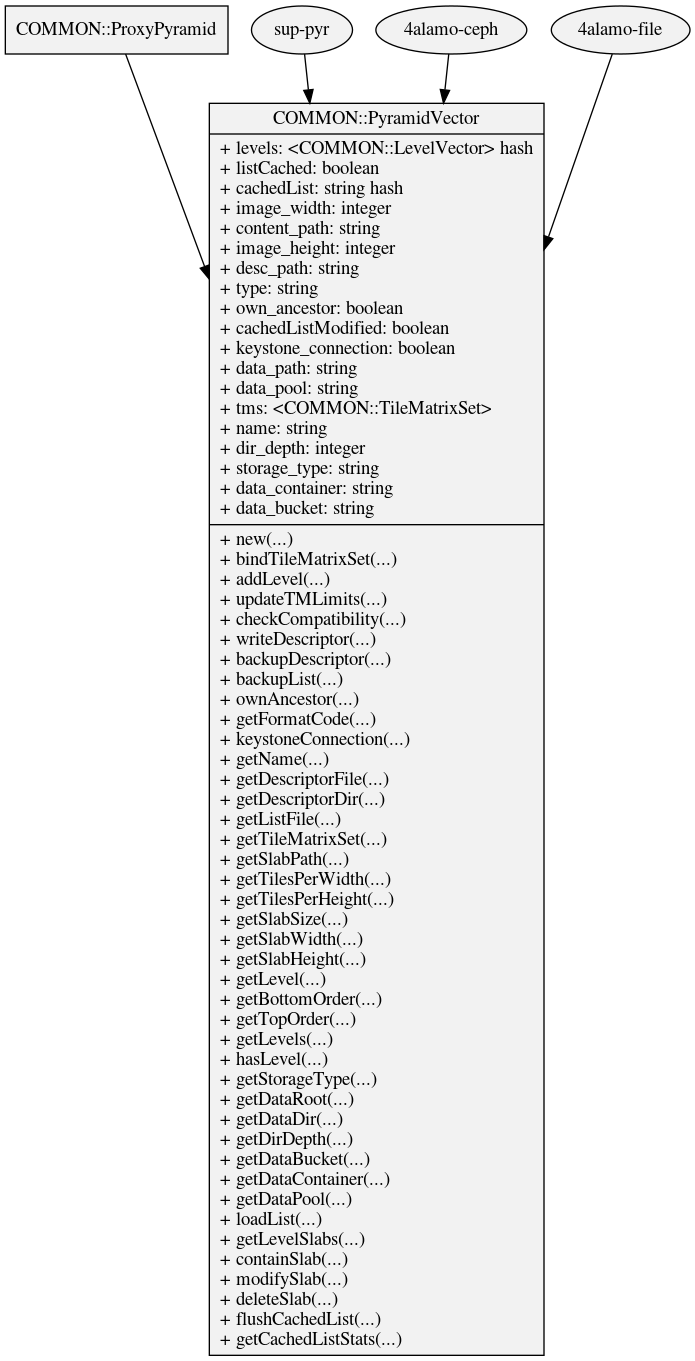 COMMON::ProxyPyramid
sup-pyr
4alamo-ceph
4alamo-file
COMMON::PyramidVector
+ levels: <COMMON::LevelVector> hash
+ listCached: boolean
+ cachedList: string hash
+ image_width: integer
+ content_path: string
+ image_height: integer
+ desc_path: string
+ type: string
+ own_ancestor: boolean
+ cachedListModified: boolean
+ keystone_connection: boolean
+ data_path: string
+ data_pool: string
+ tms: <COMMON::TileMatrixSet>
+ name: string
+ dir_depth: integer
+ storage_type: string
+ data_container: string
+ data_bucket: string
+ new(...)
+ bindTileMatrixSet(...)
+ addLevel(...)
+ updateTMLimits(...)
+ checkCompatibility(...)
+ writeDescriptor(...)
+ backupDescriptor(...)
+ backupList(...)
+ ownAncestor(...)
+ getFormatCode(...)
+ keystoneConnection(...)
+ getName(...)
+ getDescriptorFile(...)
+ getDescriptorDir(...)
+ getListFile(...)
+ getTileMatrixSet(...)
+ getSlabPath(...)
+ getTilesPerWidth(...)
+ getTilesPerHeight(...)
+ getSlabSize(...)
+ getSlabWidth(...)
+ getSlabHeight(...)
+ getLevel(...)
+ getBottomOrder(...)
+ getTopOrder(...)
+ getLevels(...)
+ hasLevel(...)
+ getStorageType(...)
+ getDataRoot(...)
+ getDataDir(...)
+ getDirDepth(...)
+ getDataBucket(...)
+ getDataContainer(...)
+ getDataPool(...)
+ loadList(...)
+ getLevelSlabs(...)
+ containSlab(...)
+ modifySlab(...)
+ deleteSlab(...)
+ flushCachedList(...)
+ getCachedListStats(...)